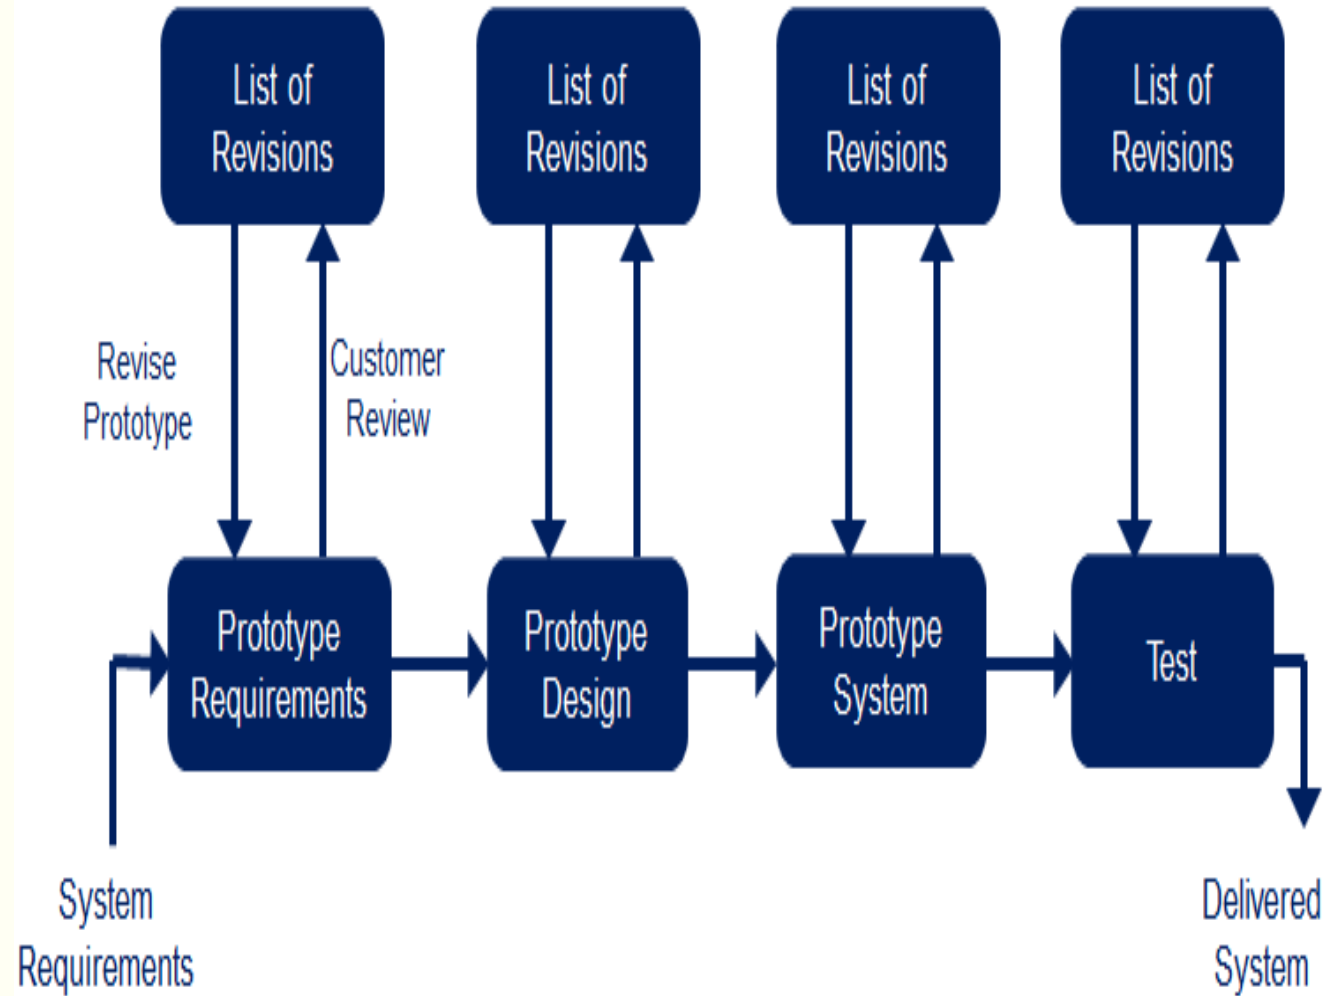 List of
Revisions
List of
Revisions
List of
Revisions
List of
Revisions
Revise
Prototype
Customer
Review
Prototype
Requirements
Prototype
Design
Prototype
System
Test
System
Requirements
Delivered
System